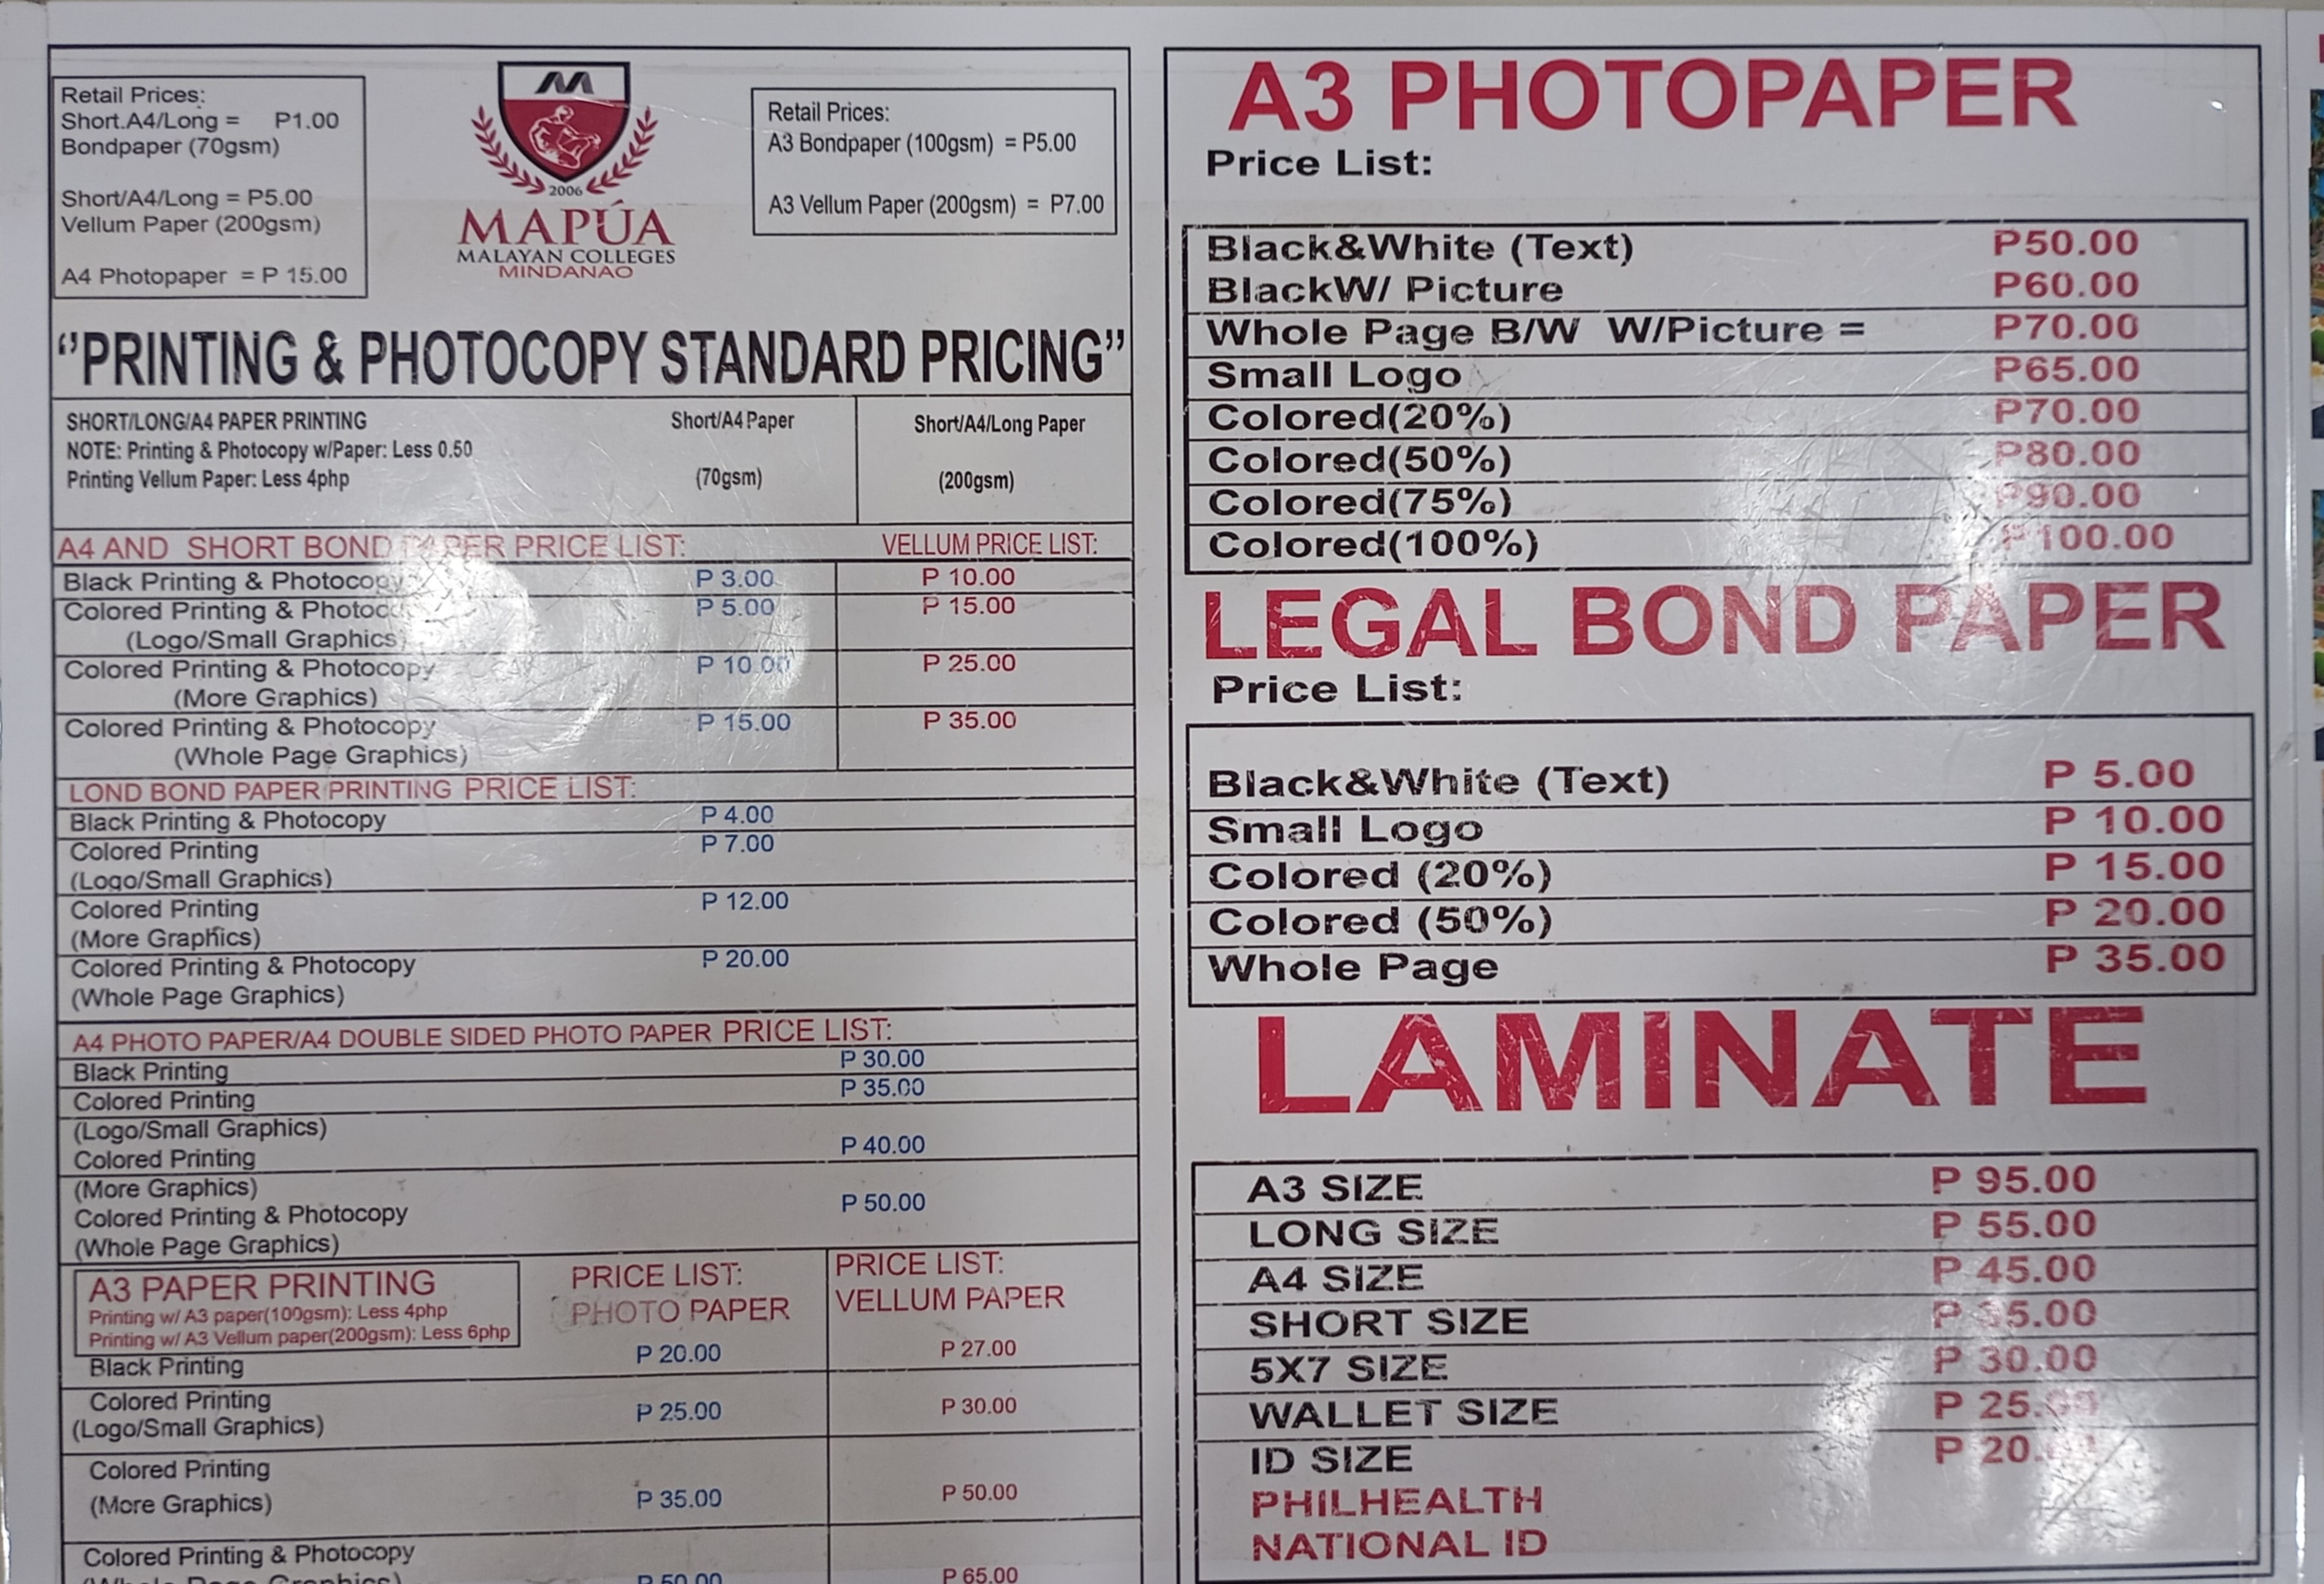 Retail Prices:
Short.A4/Long = P1.00
Bondpaper (70gsm)
Short/A4/Long = P5.00
Vellum Paper (200gsm)
A4 Photopaper = P 15.00
2006
MAPÚA
MALAYAN COLLEGES
MINDANAO
Retail Prices:
A3 Bondpaper (100gsm) = P5.00
A3 Vellum Paper (200gsm) = P7.00
‘’PRINTING & PHOTOCOPY STANDARD PRICING”
SHORT/LONG/A4 PAPER PRINTING
NOTE: Printing & Photocopy w/Paper: Less 0.50
Printing Vellum Paper: Less 4php
Short/A4 Paper
(70gsm)
Short/A4/Long Paper
(200gsm)
A4 AND SHORT BOND PAPER PRICE LIST: VELLUM PRICE LIST:
Black Printing & Photocopy P 3.00 P 10.00
Colored Printing & Photoc P 5.00 P 15.00
(Logo/Small Graphics)
Colored Printing & Photocopy P 10.00 P 25.00
(More Graphics)
Colored Printing & Photocopy P 15.00 P 35.00
(Whole Page Graphics)
LOND BOND PAPER PRINTING PRICE LIST:
Black Printing & Photocopy P 4.00
Colored Printing P 7.00
(Logo/Small Graphics)
Colored Printing P 12.00
(More Graphics)
Colored Printing & Photocopy P 20.00
(Whole Page Graphics)
A4 PHOTO PAPER/A4 DOUBLE SIDED PHOTO PAPER PRICE LIST:
Black Printing P 30.00
Colored Printing P 35.00
(Logo/Small Graphics)
Colored Printing P 40.00
(More Graphics)
Colored Printing & Photocopy P 50.00
(Whole Page Graphics)
A3 PAPER PRINTING
Printing w/ A3 paper(100gsm): Less 4php
Printing w/ A3 Vellum paper(200gsm): Less 6php
PRICE LIST:
PHOTO PAPER
PRICE LIST:
VELLUM PAPER
Black Printing P 20.00 P 27.00
Colored Printing
(Logo/Small Graphics) P 25.00 P 30.00
Colored Printing
(More Graphics) P 35.00 P 50.00
Colored Printing & Photocopy
(Whole Page Graphics) P 50.00 P 65.00
A3 PHOTOPAPER
Price List:
Black&White (Text) P50.00
BlackW/ Picture P60.00
Whole Page B/W W/Picture = P70.00
Small Logo P65.00
Colored(20%) P70.00
Colored(50%) P80.00
Colored(75%) P90.00
Colored(100%) P 100.00
LEGAL BOND PAPER
Price List:
Black&White (Text) P 5.00
Small Logo P 10.00
Colored (20%) P 15.00
Colored (50%) P 20.00
Whole Page P 35.00
LAMINATE
A3 SIZE P 95.00
LONG SIZE P 55.00
A4 SIZE P 45.00
SHORT SIZE P
5X7 SIZE P 30.00
WALLET SIZE P 25.
ID SIZE P 20.
PHILHEALTH
NATIONAL ID